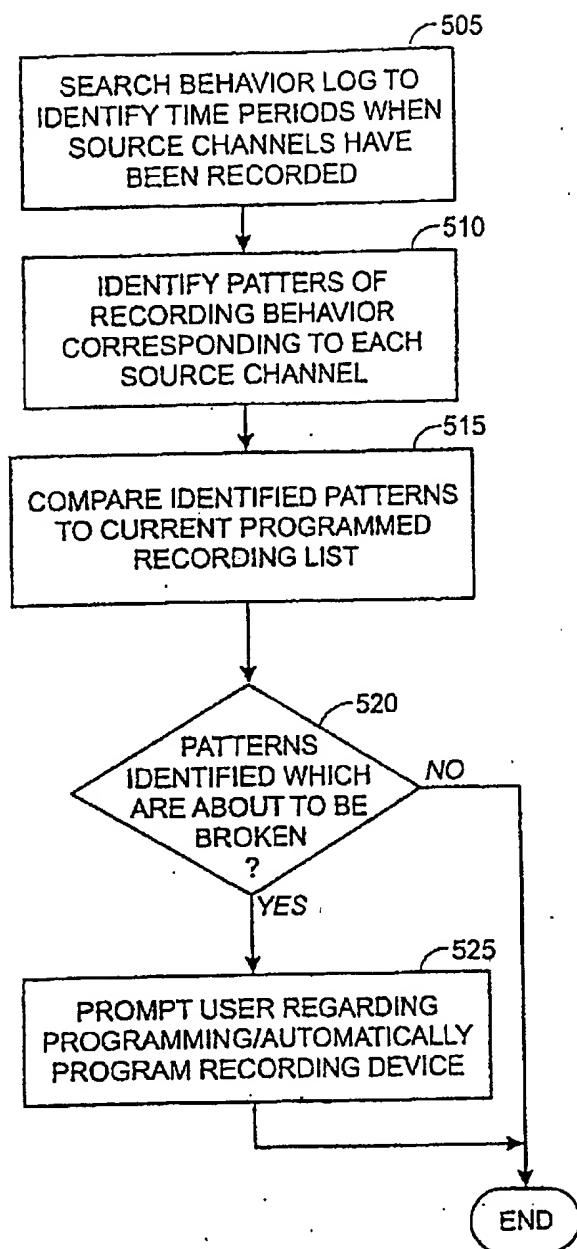 505
SEARCH BEHAVIOR LOG TO
IDENTIFY TIME PERIODS WHEN
SOURCE CHANNELS HAVE
BEEN RECORDED
510
IDENTIFY PATTERS OF
RECORDING BEHAVIOR
CORRESPONDING TO EACH
SOURCE CHANNEL
515
COMPARE IDENTIFIED PATTERNS
TO CURRENT PROGRAMMED
RECORDING LIST
520
PATTERNS
IDENTIFIED WHICH
ARE ABOUT TO BE
BROKEN
?
NO
YES
525
PROMPT USER REGARDING
PROGRAMMING/AUTOMATICALLY
PROGRAM RECORDING DEVICE
END